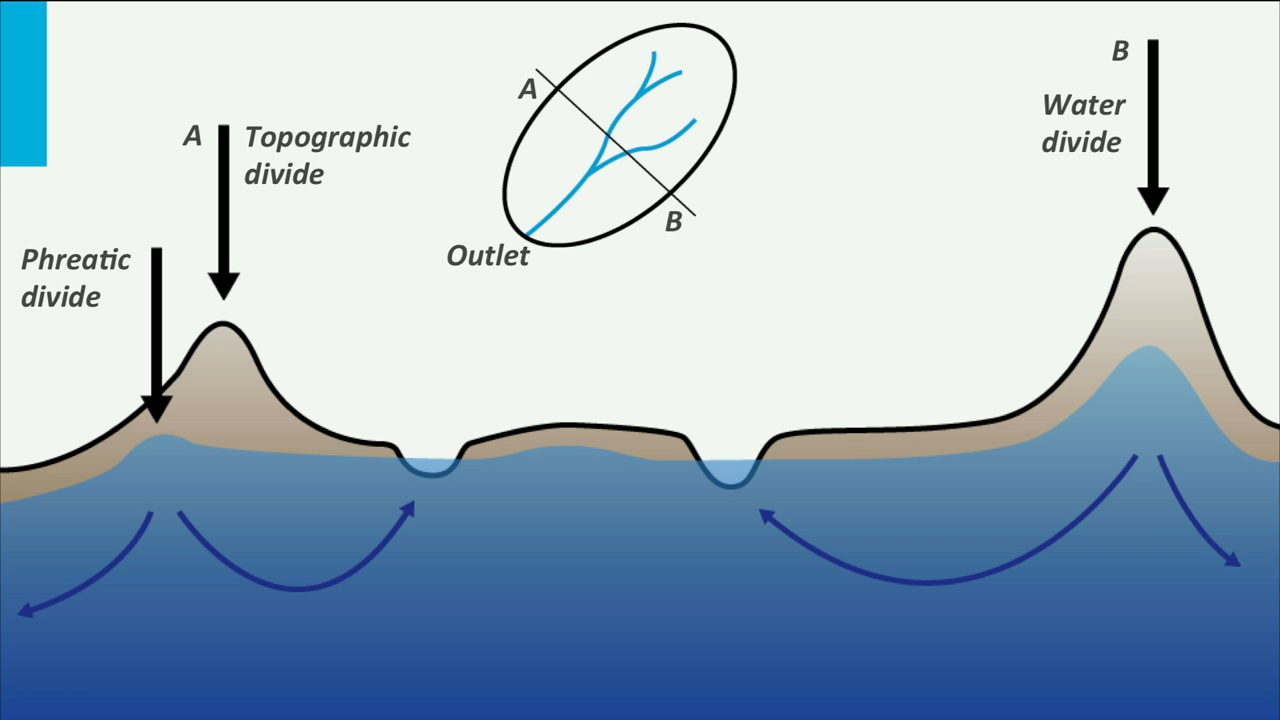 A
Topographic
divide
Phreatic
divide
A
B
Outlet
B
Water
divide